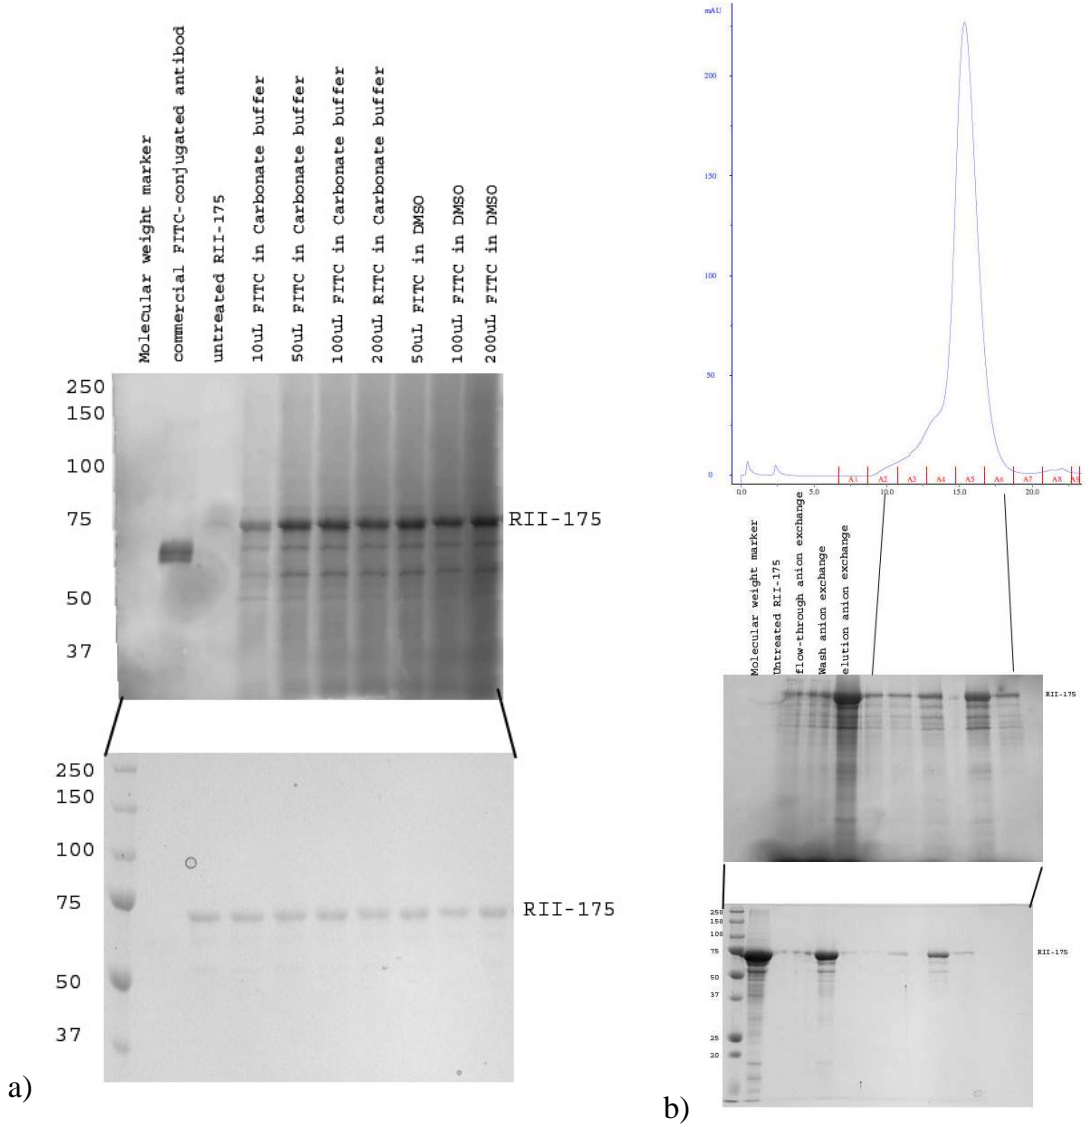 Molecular weight marker
commercial FITC-conjugated antibod
untreated RII-175
10uL FITC in Carbonate buffer
50uL FITC in Carbonate buffer
100uL FITC in Carbonate buffer
200uL RITC in Carbonate buffer
50uL FITC in DMSO
100uL FITC in DMSO
200uL FITC in DMSO
250
150
100
75
50
37
RII-175
250
150
100
75
50
37
RII-175
a)
mAU
200
150
100
50
0
A1 A2 A3 A4 A5 A6 A7 A8 A9
0.0 5.0 10.0 15.0 20.0
Molecular weight marker
Untreated RII-175
flow-through anion exchange
Wash anion exchange
elution anion exchange
RII-175
250
150
100
75
50
37
25
20
RII-175
b)